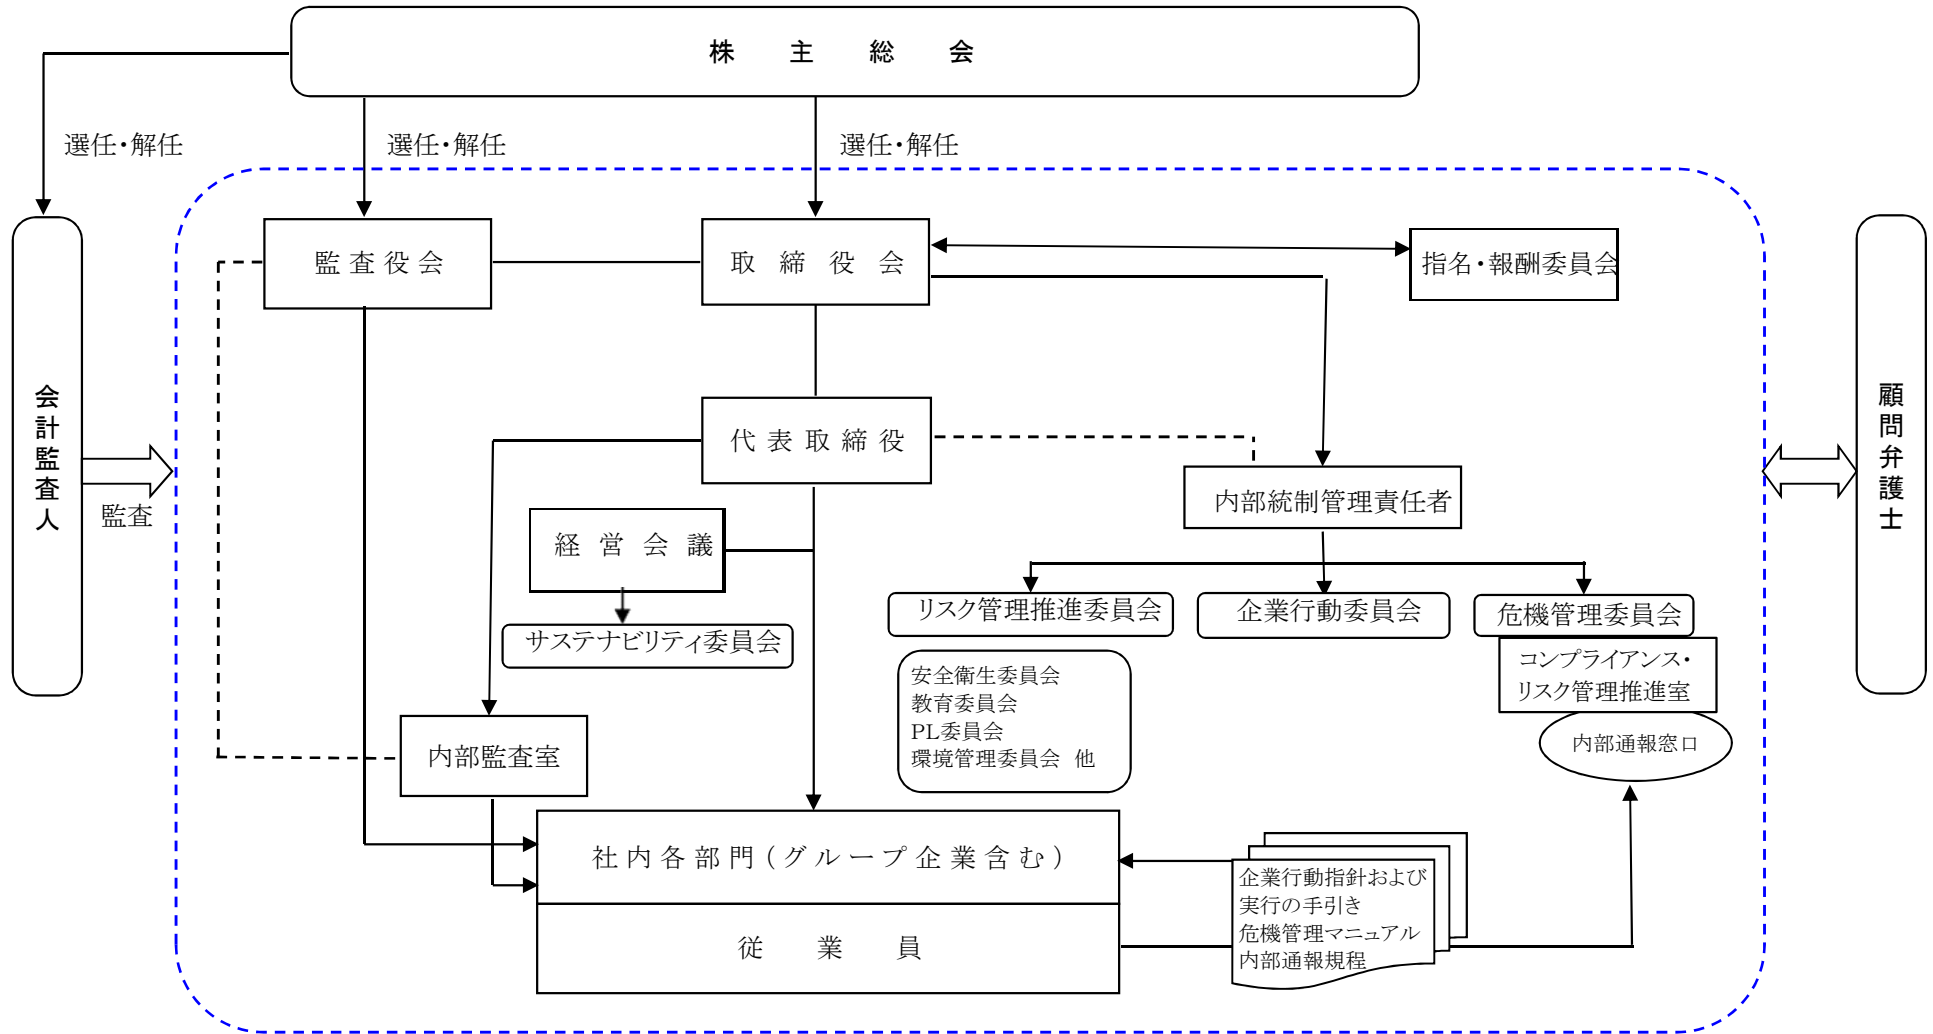 株 主 総 会
選任・解任
選任・解任
選任・解任
監査役会
取締役会
指名・報酬委員会
会計監査人
監査
代表取締役
顧問弁護士
内部統制管理責任者
経営会議
リスク管理推進委員会
企業行動委員会
危機管理委員会
サステナビリティ委員会
コンプライアンス・
リスク管理推進室
安全衛生委員会
教育委員会
PL委員会
環境管理委員会 他
内部通報窓口
内部監査室
社内各部門(グループ企業含む)
企業行動指針および
実行の手引き
危機管理マニュアル
内部通報規程
従 業 員